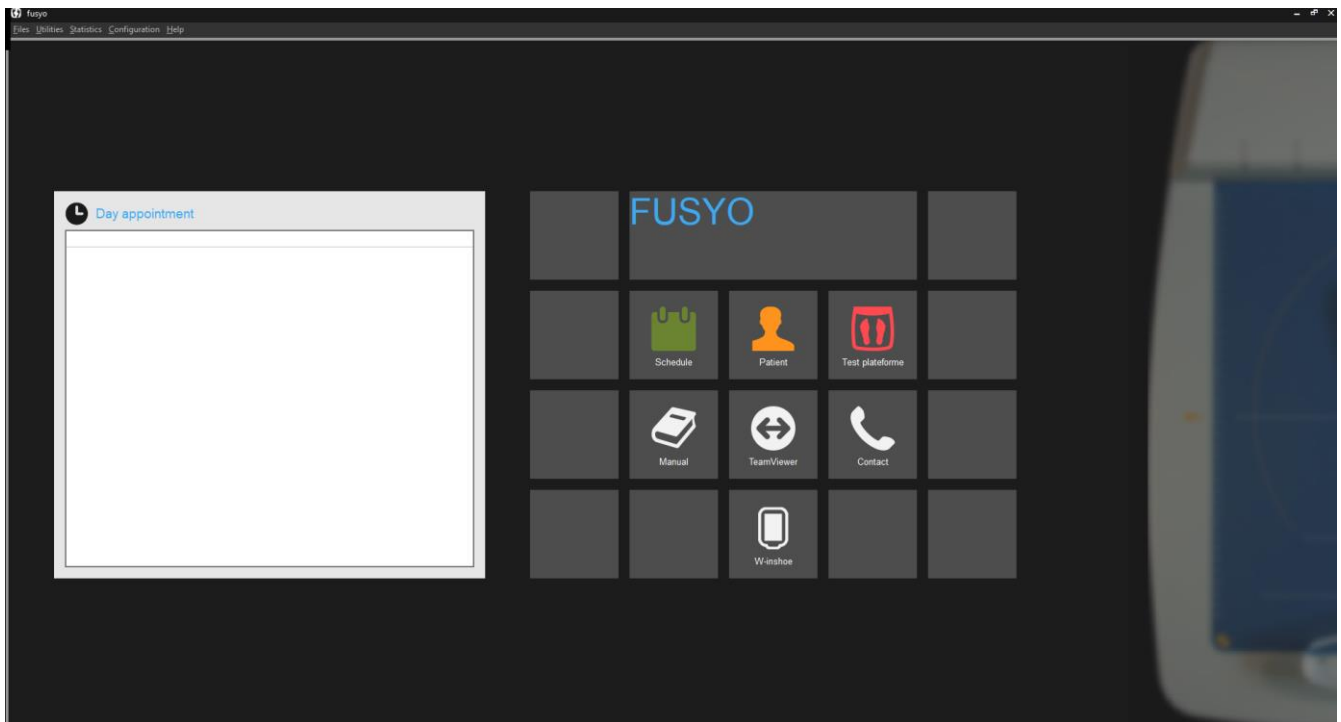 fusyo
Files Utilities Statistics Configuration Help
Day appointment
FUSYO
Schedule Patient Test plateforme
Manual TeamViewer Contact
W-inshoe